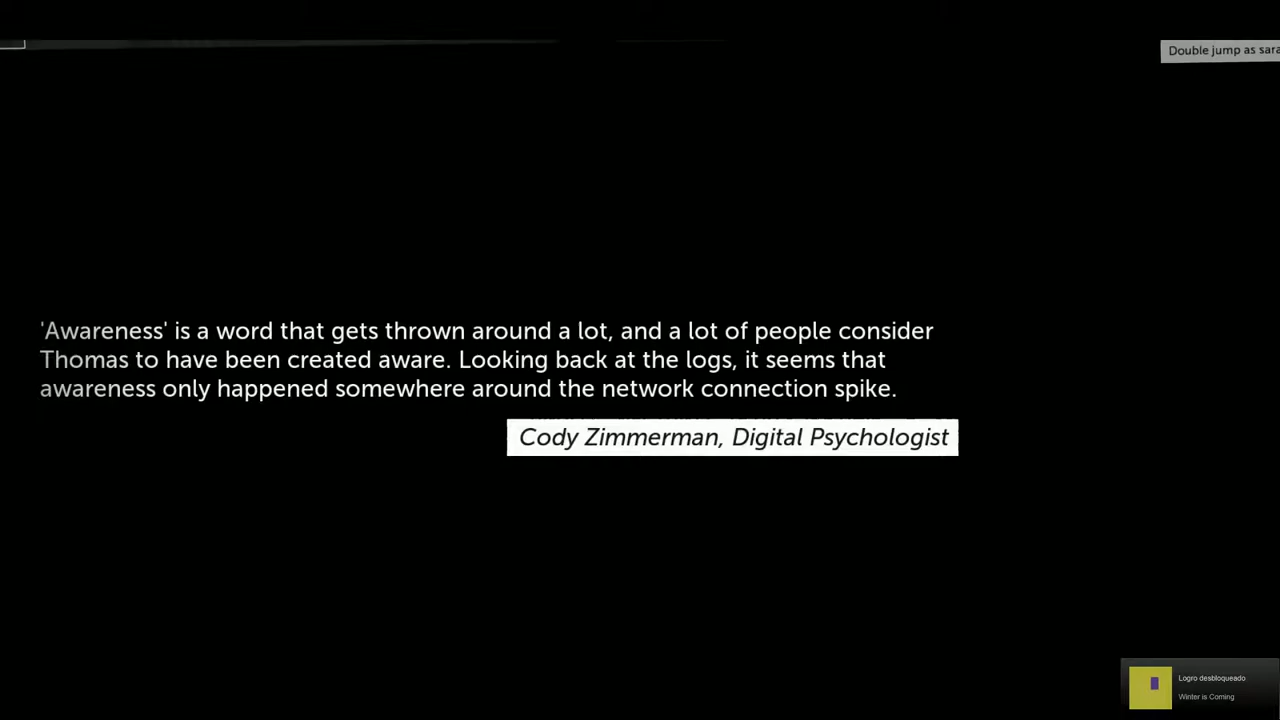 Double jump as sara
'Awareness' is a word that gets thrown around a lot, and a lot of people consider
Thomas to have been created aware. Looking back at the logs, it seems that
awareness only happened somewhere around the network connection spike.
Cody Zimmerman, Digital Psychologist
Logro desbloqueado
Winter is Coming